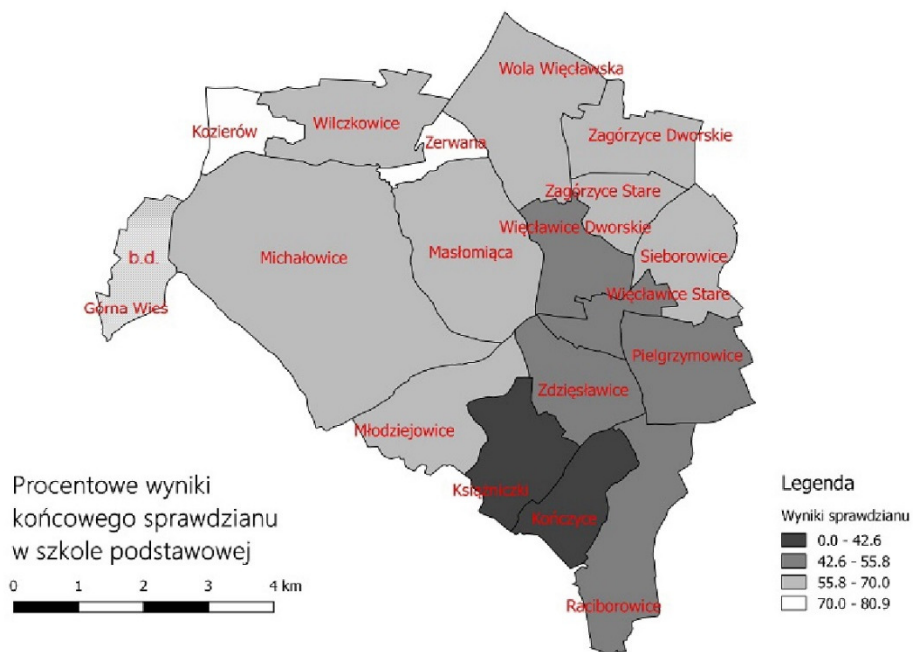 Wola Więcławska
Kozierów
Wilczkowice
Zerwana
Zagórzyce Dworskie
Zagórzyce Stare
Więcławice Dworskie
Michałowice
Masłomiąca
Sieborowice
b.d.
Górna Wieś
Więcławice Stare
Pielgrzymowice
Zdzięsławice
Młodziejowice
Książniczki
Kończyce
Raciborowice
Procentowe wyniki
końcowego sprawdzianu
w szkole podstawowej
0 1 2 3 4 km
Legenda
Wyniki sprawdzianu
0.0 - 42.6
42.6 - 55.8
55.8 - 70.0
70.0 - 80.9